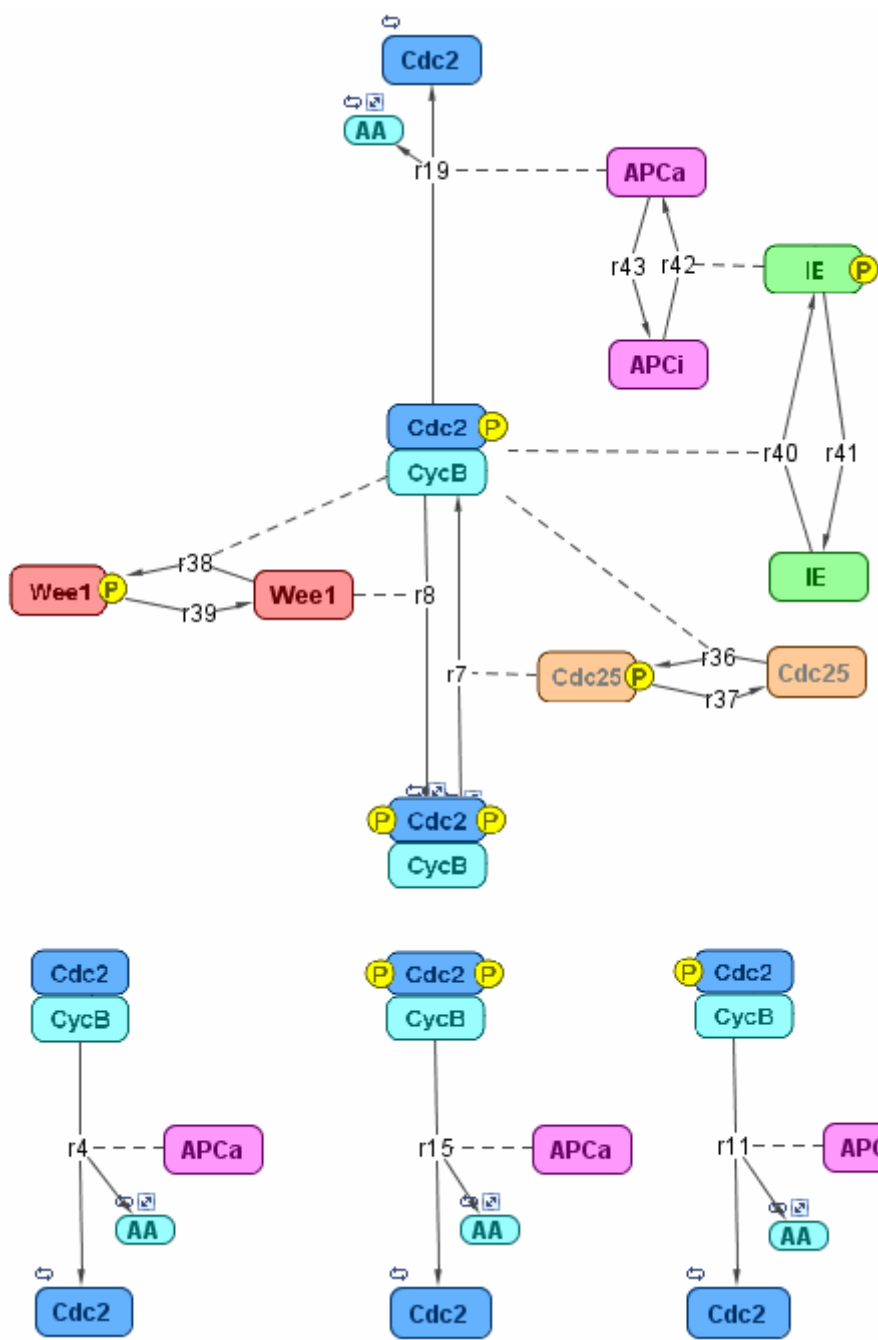 Cdc2
AA
r19
APCa
r43
r42
IE
P
APCi
Cdc2
P
CycB
r40
r41
r38
Wee1
P
r39
Wee1
r8
IE
r7
Cdc25
P
r36
r37
Cdc25
P
Cdc2
P
CycB
Cdc2
P
Cdc2
P
P
Cdc2
CycB
CycB
CycB
r4
APCa
r15
APCa
r11
AA
AA
AA
Cdc2
Cdc2
Cdc2